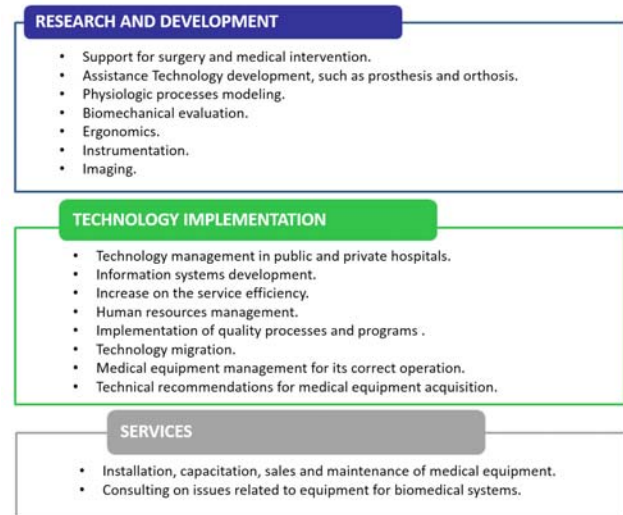 RESEARCH AND DEVELOPMENT
• Support for surgery and medical intervention.
• Assistance Technology development, such as prosthesis and orthosis.
• Physiologic processes modeling.
• Biomechanical evaluation.
• Ergonomics.
• Instrumentation.
• Imaging.
TECHNOLOGY IMPLEMENTATION
• Technology management in public and private hospitals.
• Information systems development.
• Increase on the service efficiency.
• Human resources management.
• Implementation of quality processes and programs .
• Technology migration.
• Medical equipment management for its correct operation.
• Technical recommendations for medical equipment acquisition.
SERVICES
• Installation, capacitation, sales and maintenance of medical equipment.
• Consulting on issues related to equipment for biomedical systems.